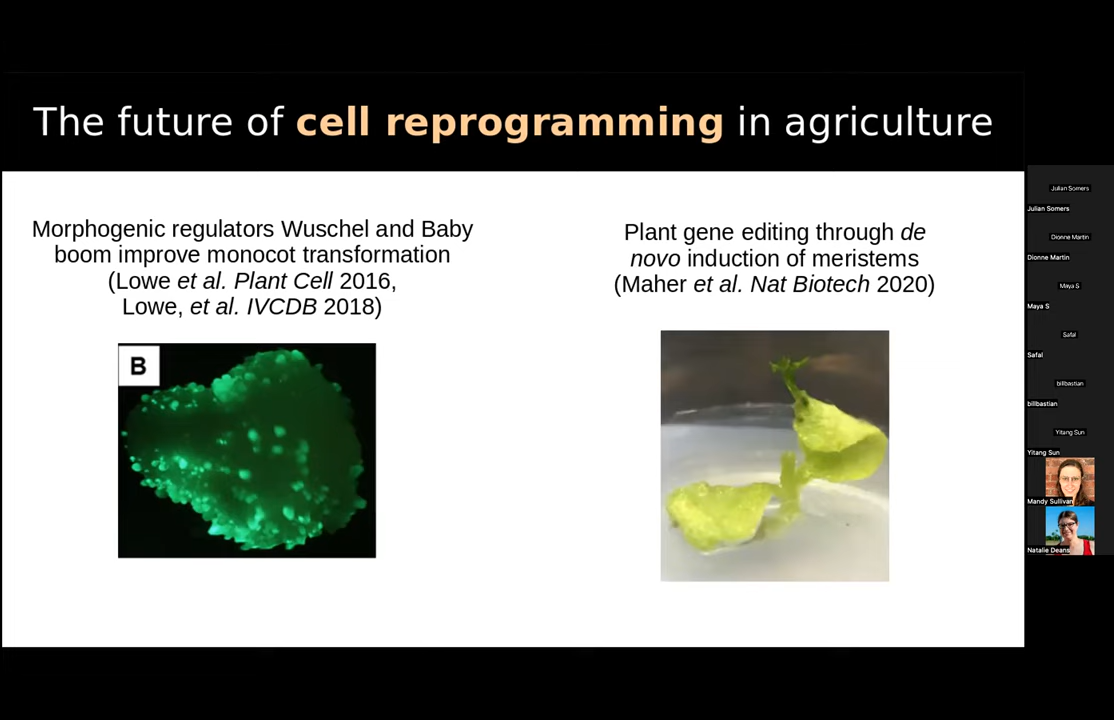 The future of cell reprogramming in agriculture
Morphogenic regulators Wuschel and Baby
boom improve monocot transformation
(Lowe et al. Plant Cell 2016,
Lowe, et al. IVCDB 2018)
B
Plant gene editing through de
novo induction of meristems
(Maher et al. Nat Biotech 2020)
Julian Somers
Julian Somers
Dionne Martin
Dionne Martin
Maya S
Maya S
Safal
Safal
billbastian
billbastian
Yitang Sun
Yitang Sun
Mandy Sullivan
Natalie Deans